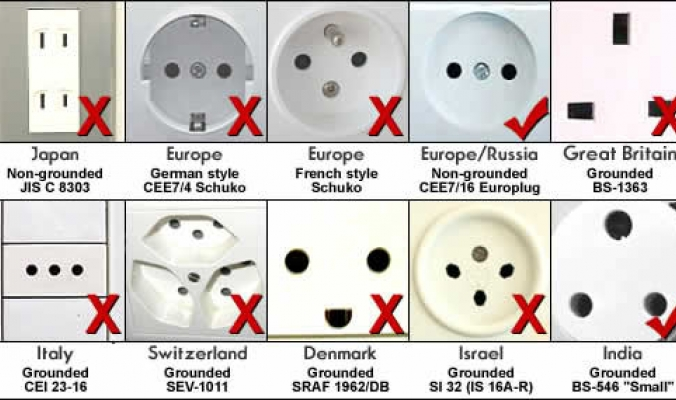 Japan
Non-grounded
JIS C 8303
Europe
German style
CEE7/4 Schuko
Europe
French style
Schuko
Europe/Russia
Non-grounded
CEE7/16 Europlug
Great Britain
Grounded
BS-1363
Italy
Grounded
CEI 23-16
Switzerland
Grounded
SEV-1011
Denmark
Grounded
SRAF 1962/DB
Israel
Grounded
SI 32 (IS 16A-R)
India
Grounded
BS-546 "Small"